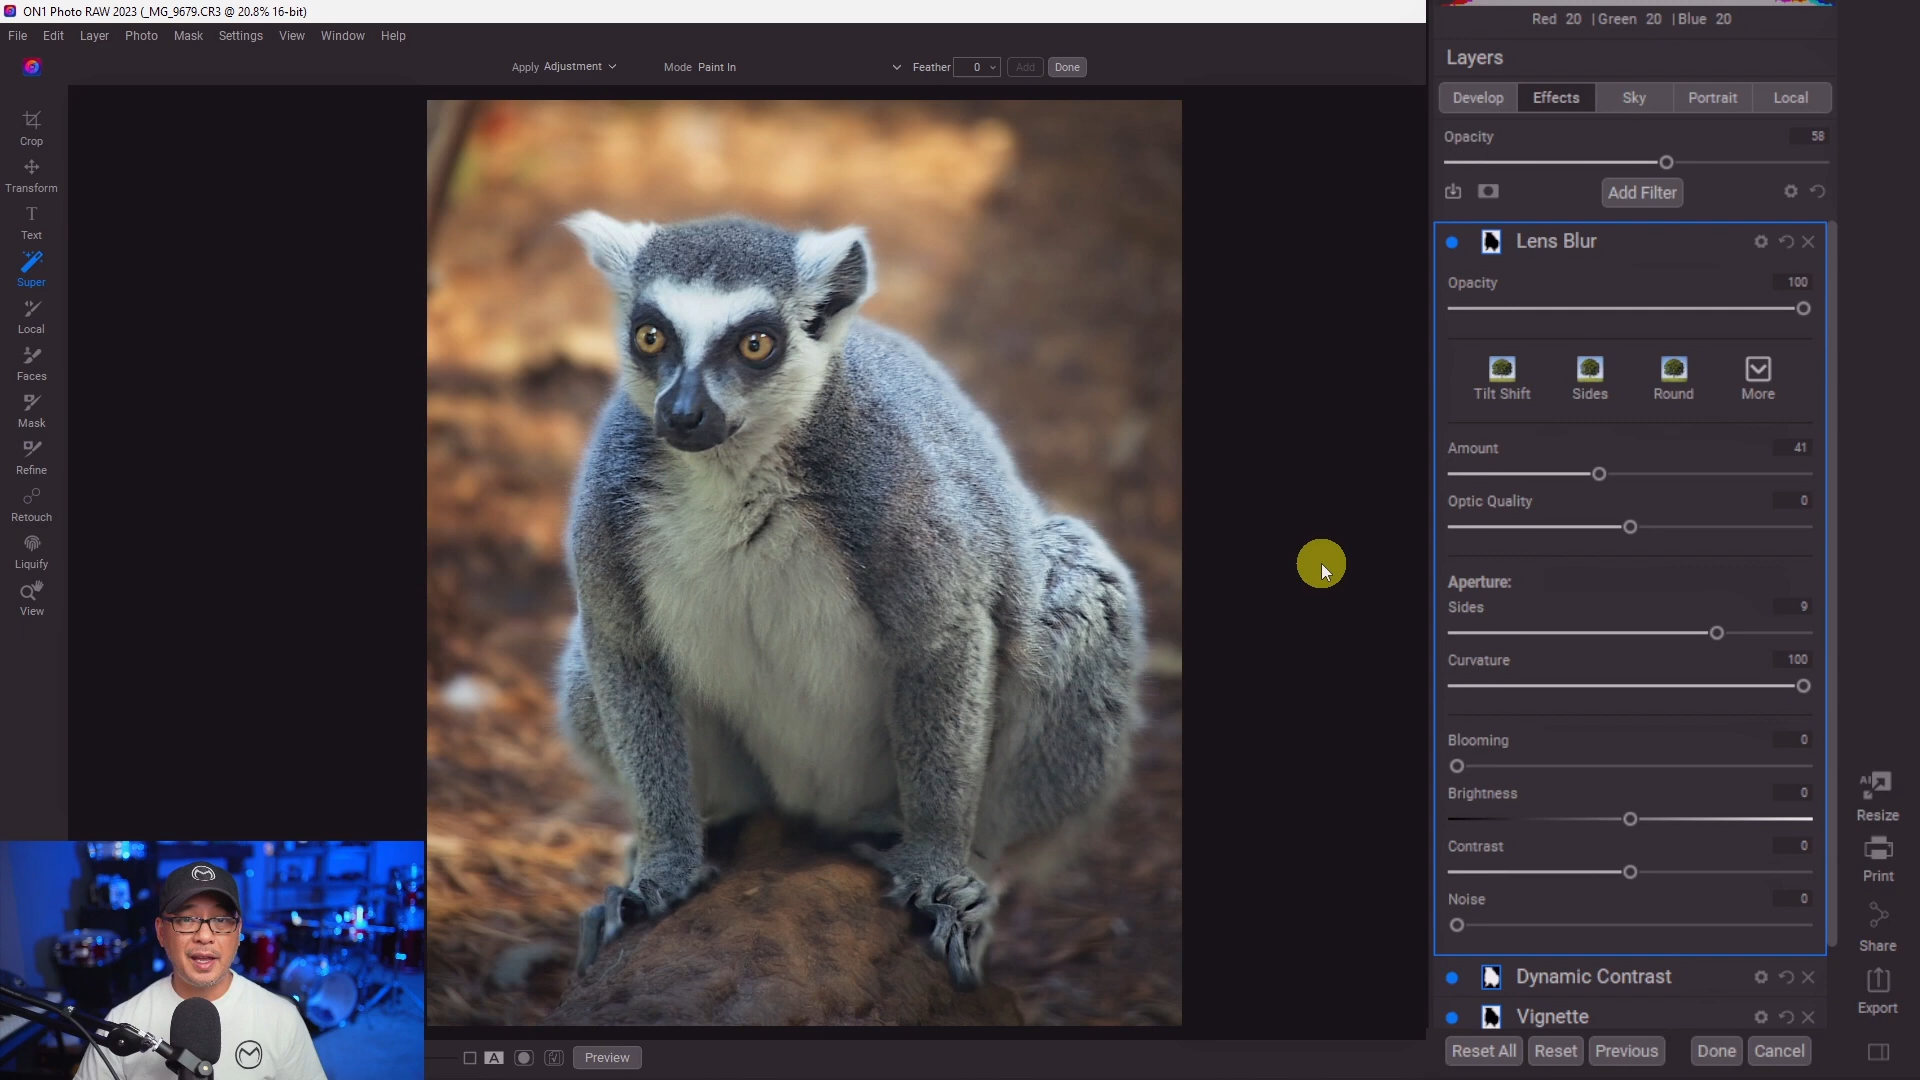 ON1 Photo RAW 2023 (_MG_9679.CR3 @ 20.8% 16-bit)
File Edit Layer Photo Mask Settings View Window Help
Apply Adjustment Mode Paint In Feather 0 Add Done
Crop
Transform
T
Text
Super
Local
Faces
Mask
Refine
Retouch
Liquify
View
A Preview
Red 20 | Green 20 | Blue 20
Layers
Develop Effects Sky Portrait Local
Opacity 58
Add Filter
Lens Blur
Opacity 100
Tilt Shift Sides Round More
Amount 41
Optic Quality 0
Aperture:
Sides 9
Curvature 100
Blooming 0
Brightness 0
Contrast 0
Noise 0
Dynamic Contrast
Vignette
Reset All Reset Previous Done Cancel
AI
Resize
Print
Share
Export